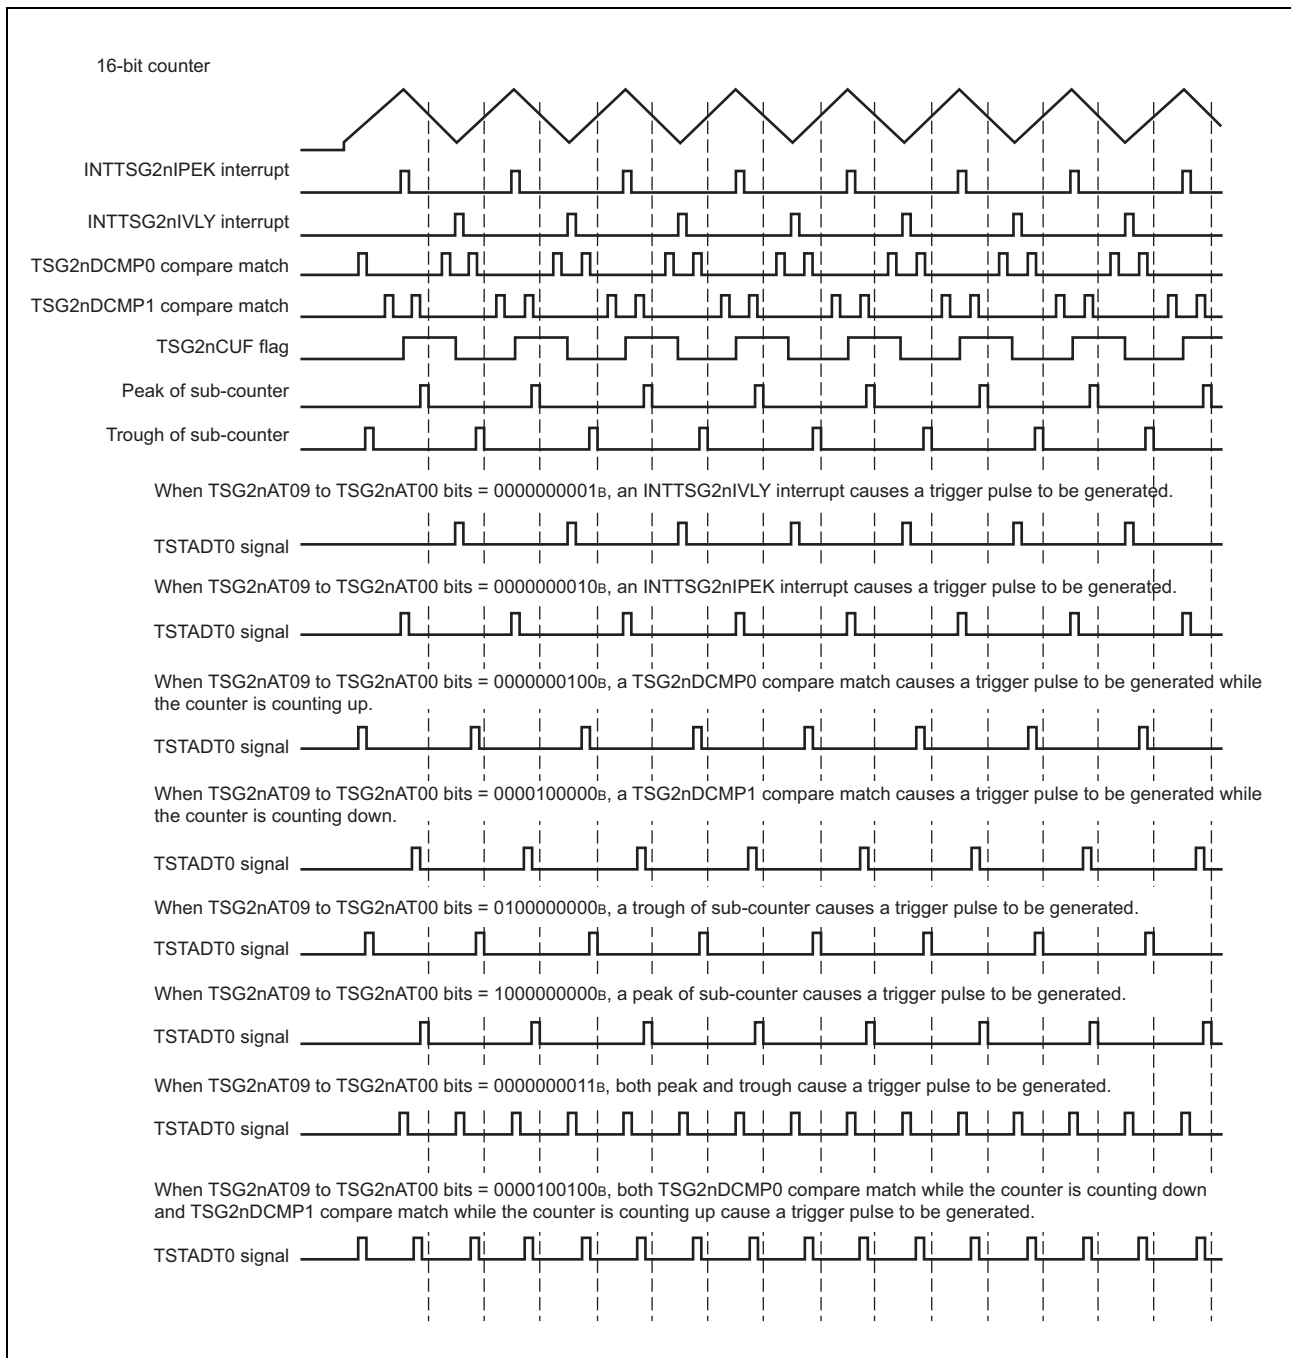 16-bit counter
INTTSG2nIPEK interrupt
INTTSG2nIVLY interrupt
TSG2nDCMP0 compare match
TSG2nDCMP1 compare match
TSG2nCUF flag
Peak of sub-counter
Trough of sub-counter
When TSG2nAT09 to TSG2nAT00 bits = 0000000001B, an INTTSG2nIVLY interrupt causes a trigger pulse to be generated.
TSTADT0 signal
When TSG2nAT09 to TSG2nAT00 bits = 0000000010B, an INTTSG2nIPEK interrupt causes a trigger pulse to be generated.
TSTADT0 signal
When TSG2nAT09 to TSG2nAT00 bits = 0000000100B, a TSG2nDCMP0 compare match causes a trigger pulse to be generated while
the counter is counting up.
TSTADT0 signal
When TSG2nAT09 to TSG2nAT00 bits = 0000100000B, a TSG2nDCMP1 compare match causes a trigger pulse to be generated while
the counter is counting down.
TSTADT0 signal
When TSG2nAT09 to TSG2nAT00 bits = 0100000000B, a trough of sub-counter causes a trigger pulse to be generated.
TSTADT0 signal
When TSG2nAT09 to TSG2nAT00 bits = 1000000000B, a peak of sub-counter causes a trigger pulse to be generated.
TSTADT0 signal
When TSG2nAT09 to TSG2nAT00 bits = 0000000011B, both peak and trough cause a trigger pulse to be generated.
TSTADT0 signal
When TSG2nAT09 to TSG2nAT00 bits = 0000100100B, both TSG2nDCMP0 compare match while the counter is counting down
and TSG2nDCMP1 compare match while the counter is counting up cause a trigger pulse to be generated.
TSTADT0 signal